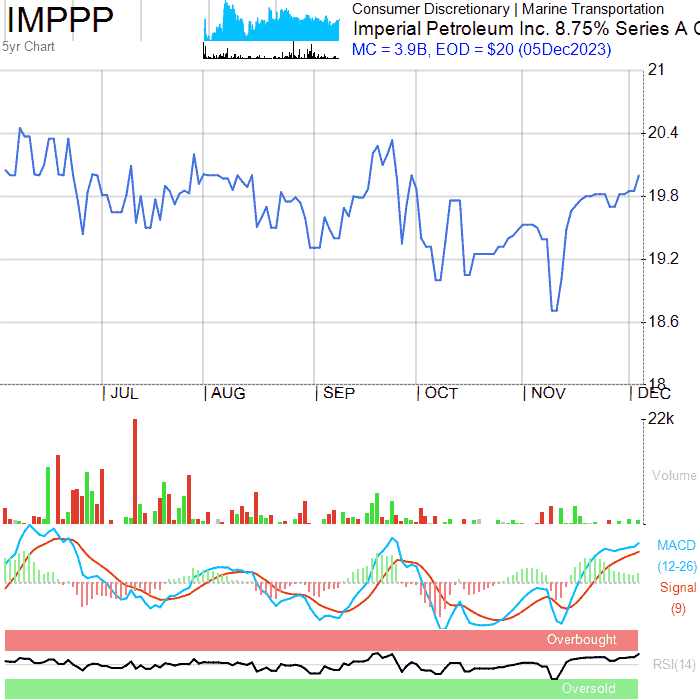 IMPPP
5yr Chart
Consumer Discretionary | Marine Transportation
Imperial Petroleum Inc. 8.75% Series A C
MC = 3.9B, EOD = $20 (05Dec2023)
21
20.4
19.8
19.2
18.6
18
| JUL | AUG | SEP | OCT | NOV | DEC
22k
Volume
MACD
(12-26)
Signal
(9)
Overbought
RSI(14)
Oversold